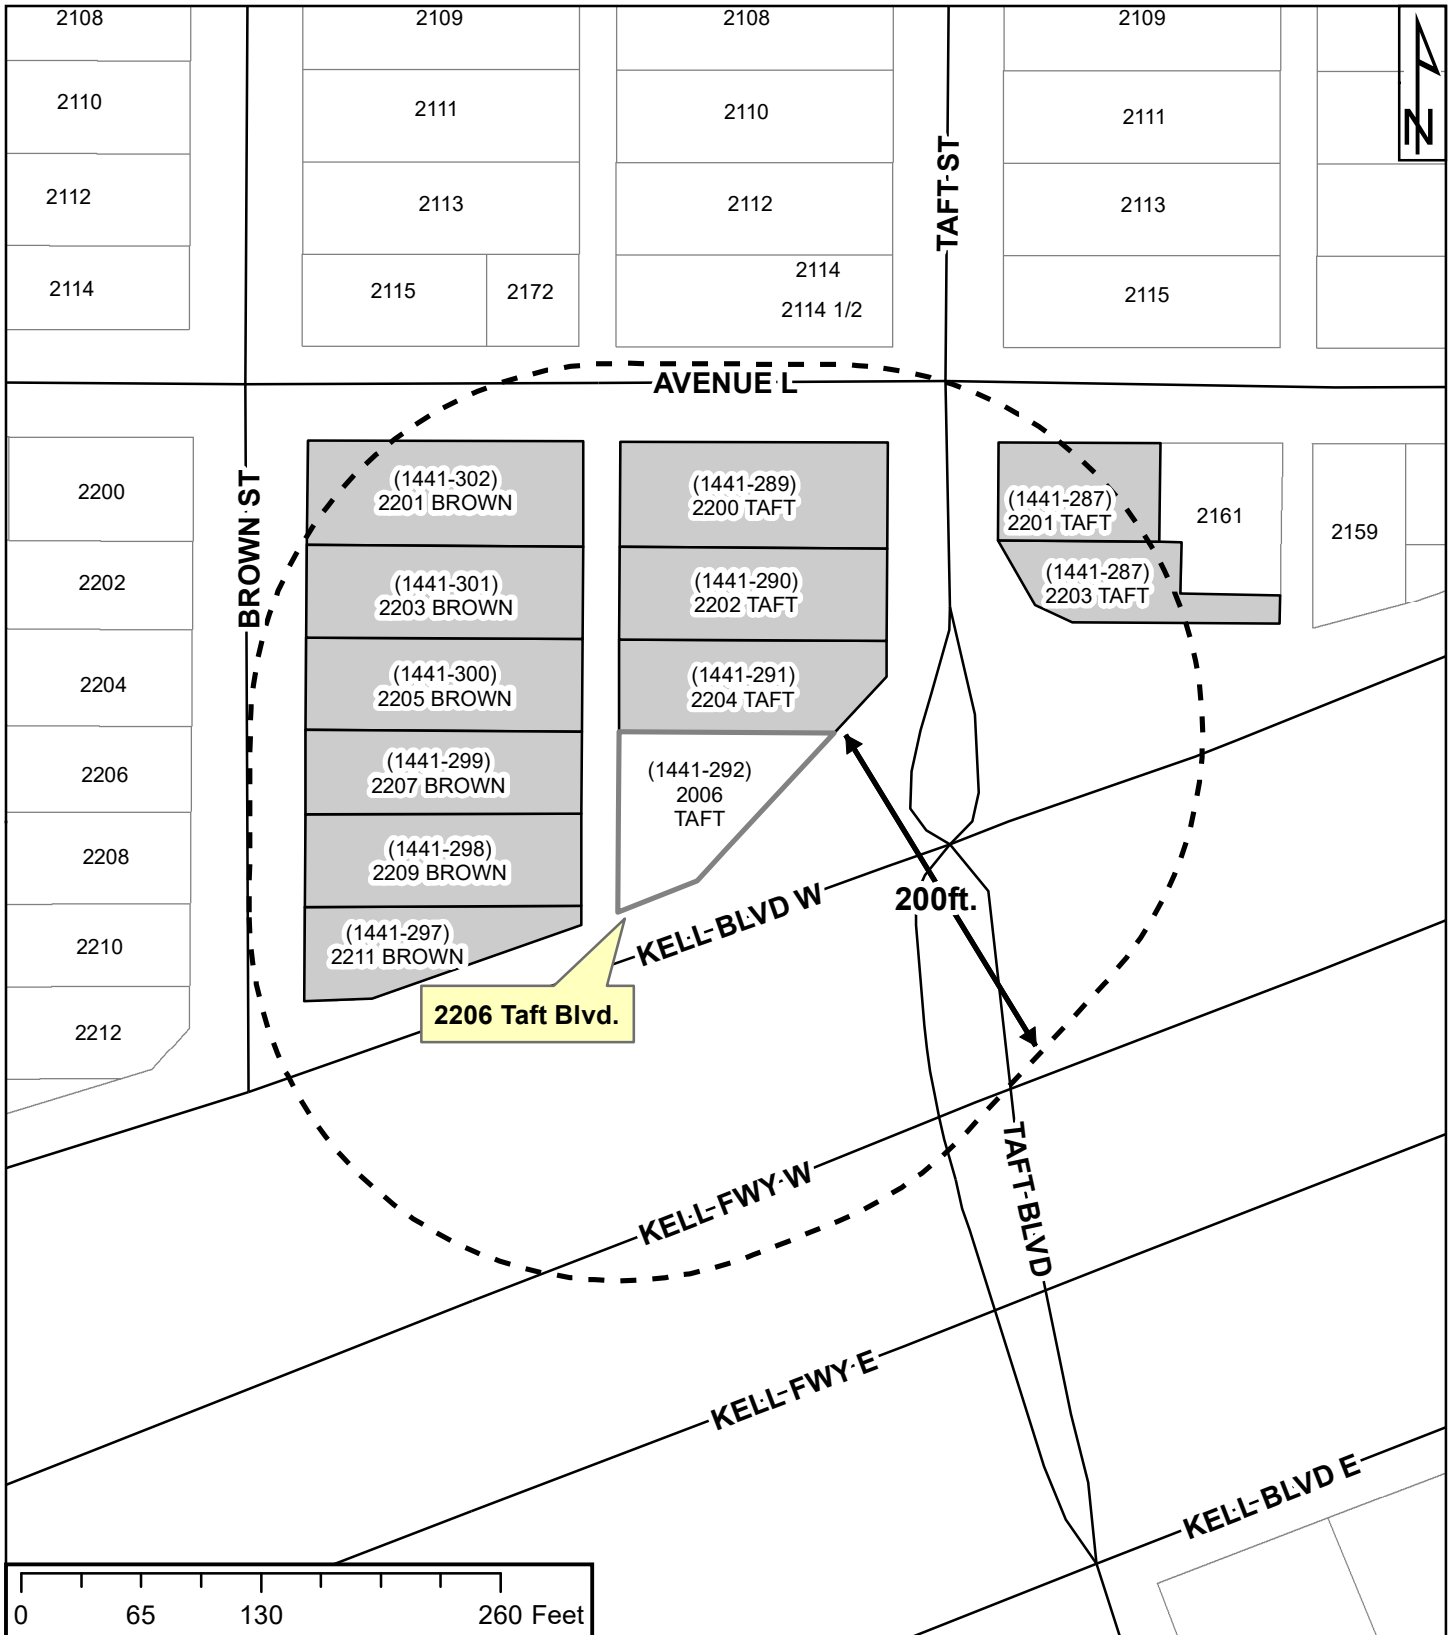 2108
2109
2108
2109
2110
2111
2110
2111
N
2112
2113
2112
TAFT ST
2113
2114
2115
2172
2114
2114 1/2
2115
AVENUE L
2200
BROWN ST
(1441-302)
2201 BROWN
(1441-289)
2200 TAFT
(1441-287)
2201 TAFT
2161
2159
2202
(1441-301)
2203 BROWN
(1441-290)
2202 TAFT
(1441-287)
2203 TAFT
2204
(1441-300)
2205 BROWN
(1441-291)
2204 TAFT
2206
(1441-299)
2207 BROWN
(1441-292)
2006
TAFT
2208
(1441-298)
2209 BROWN
200ft.
2210
(1441-297)
2211 BROWN
KELL BLVD W
2206 Taft Blvd.
2212
KELL FWY W
TAFT BLVD
KELL FWY E
KELL BLVD E
0 65 130 260 Feet